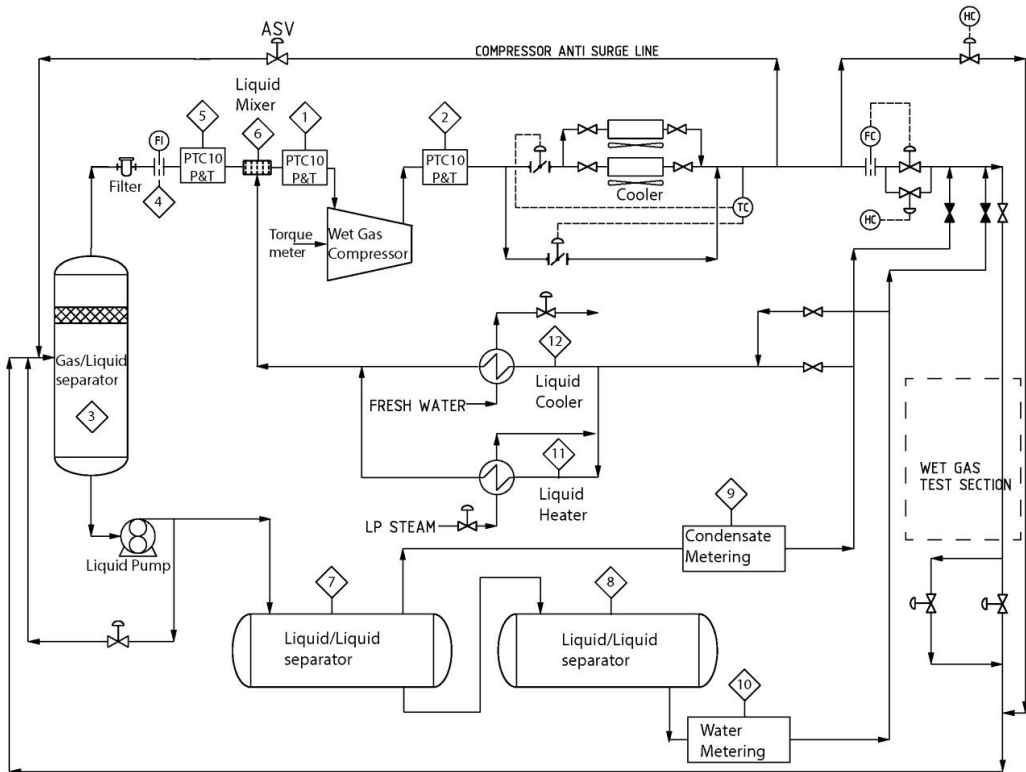 HC
ASV
COMPRESSOR ANTI SURGE LINE
Liquid
Mixer
5
6
1
2
FI
FC
PTC10
P&T
PTC10
P&T
PTC10
P&T
Filter
4
Cooler
TC
HC
Torque
meter
Wet Gas
Compressor
Gas/Liquid
separator
3
12
Liquid
Cooler
FRESH WATER
11
Liquid
Heater
LP STEAM
WET GAS
TEST SECTION
9
Condensate
Metering
Liquid Pump
7
8
Liquid/Liquid
separator
Liquid/Liquid
separator
10
Water
Metering